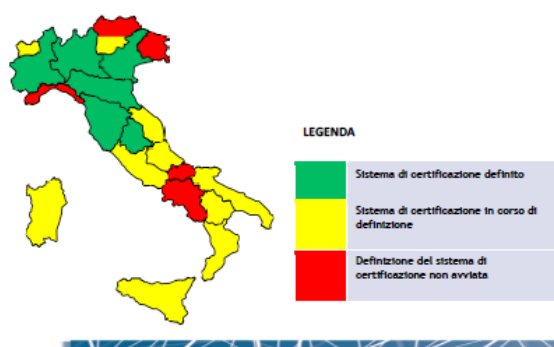 LEGENDA
Sistema di certificazione definito
Sistema di certificazione in corso di
definizione
Definizione del sistema di
certificazione non avviata